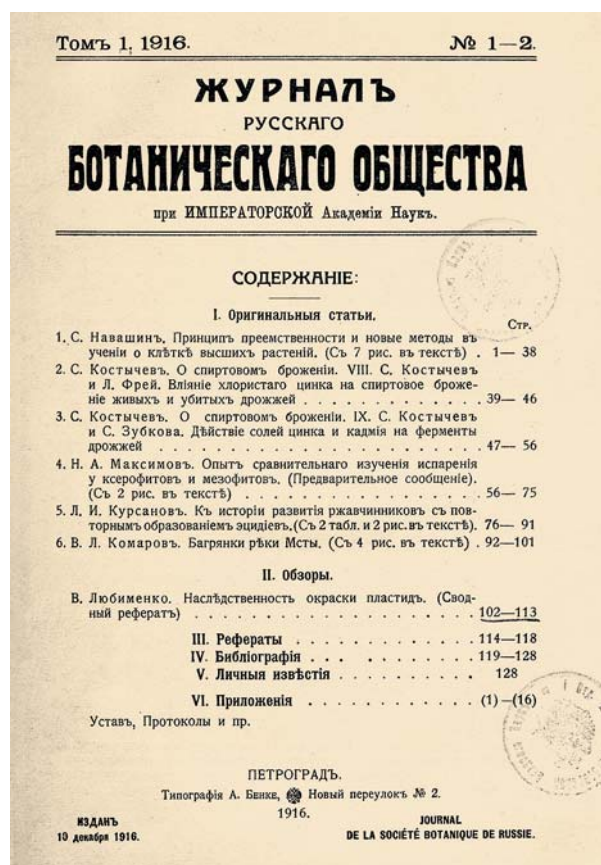 Томъ 1, 1916.
№ 1—2.
ЖУРНАЛЪ
РУССКАГО
БОТАНИЧЕСКАГО ОБЩЕСТВА
при ИМПЕРАТОРСКОЙ Академіи Наукъ.
СОДЕРЖАНІЕ:
I. Оригинальныя статьи.
Стр.
1. С. Навашинъ. Принципъ преемственности и новые методы въ
ученіи о клѣткѣ высшихъ растеній. (Съ 7 рис. въ текстѣ) . 1— 38
2. С. Костычевъ. О спиртовомъ броженіи. VIII. С. Костычевъ
и Л. Фрей. Вліяніе хлористаго цинка на спиртовое броже-
ніе живыхъ и убитыхъ дрожжей . . . . . . . . . . . . . 39— 46
3. С. Костычевъ. О спиртовомъ броженіи. IX. С. Костычевъ
и С. Зубкова. Дѣйствіе солей цинка и кадмія на ферменты
дрожжей . . . . . . . . . . . . . . . . . . . . . . . 47— 56
4. Н. А. Максимовъ. Опытъ сравнительнаго изученія испаренія
у ксерофитовъ и мезофитовъ. (Предварительное сообщеніе).
(Съ 2 рис. въ текстѣ) . . . . . . . . . . . . . . . . . 56— 75
5. Л. И. Курсановъ. Къ исторіи развитія ржавчинниковъ съ пов-
торнымъ образованіемъ эцидіевъ. (Съ 2 табл. и 2 рис. въ текстѣ). 76— 91
6. В. Л. Комаровъ. Багрянки рѣки Мсты. (Съ 4 рис. въ текстѣ) . 92—101
II. Обзоры.
В. Любименко. Наслѣдственность окраски пластидъ. (Свод-
ный рефератъ) . . . . . . . . . . . . . . . . . . . . 102—113
III. Рефераты . . . . . . . . . . . . . 114—118
IV. Библіографія . . . . . . . . . . . . 119—128
V. Личныя извѣстія . . . . . . . . . . 128
VI. Приложенія . . . . . . . . . . . . (1)—(16)
Уставъ, Протоколы и пр.
ПЕТРОГРАДЪ.
Типографія А. Бенке, Новый переулокъ № 2.
1916.
ИЗДАНЪ
10 декабря 1916.
JOURNAL
DE LA SOCIÉTÉ BOTANIQUE DE RUSSIE.